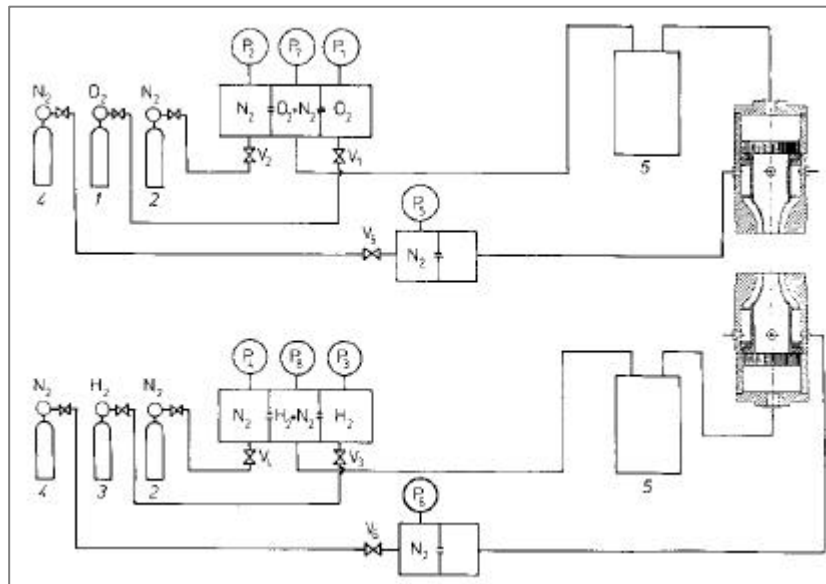 P₂ P₇ P₁
N₂ O₂ N₂
N₂ O₂+N₂ O₂
V₂ V₁
4 1 2
5
P₅
V₅
N₂
P₄ P₈ P₃
N₂ H₂ N₂
N₂ H₂+N₂ H₂
V₄ V₃
4 3 2
5
P₆
V₆
N₂